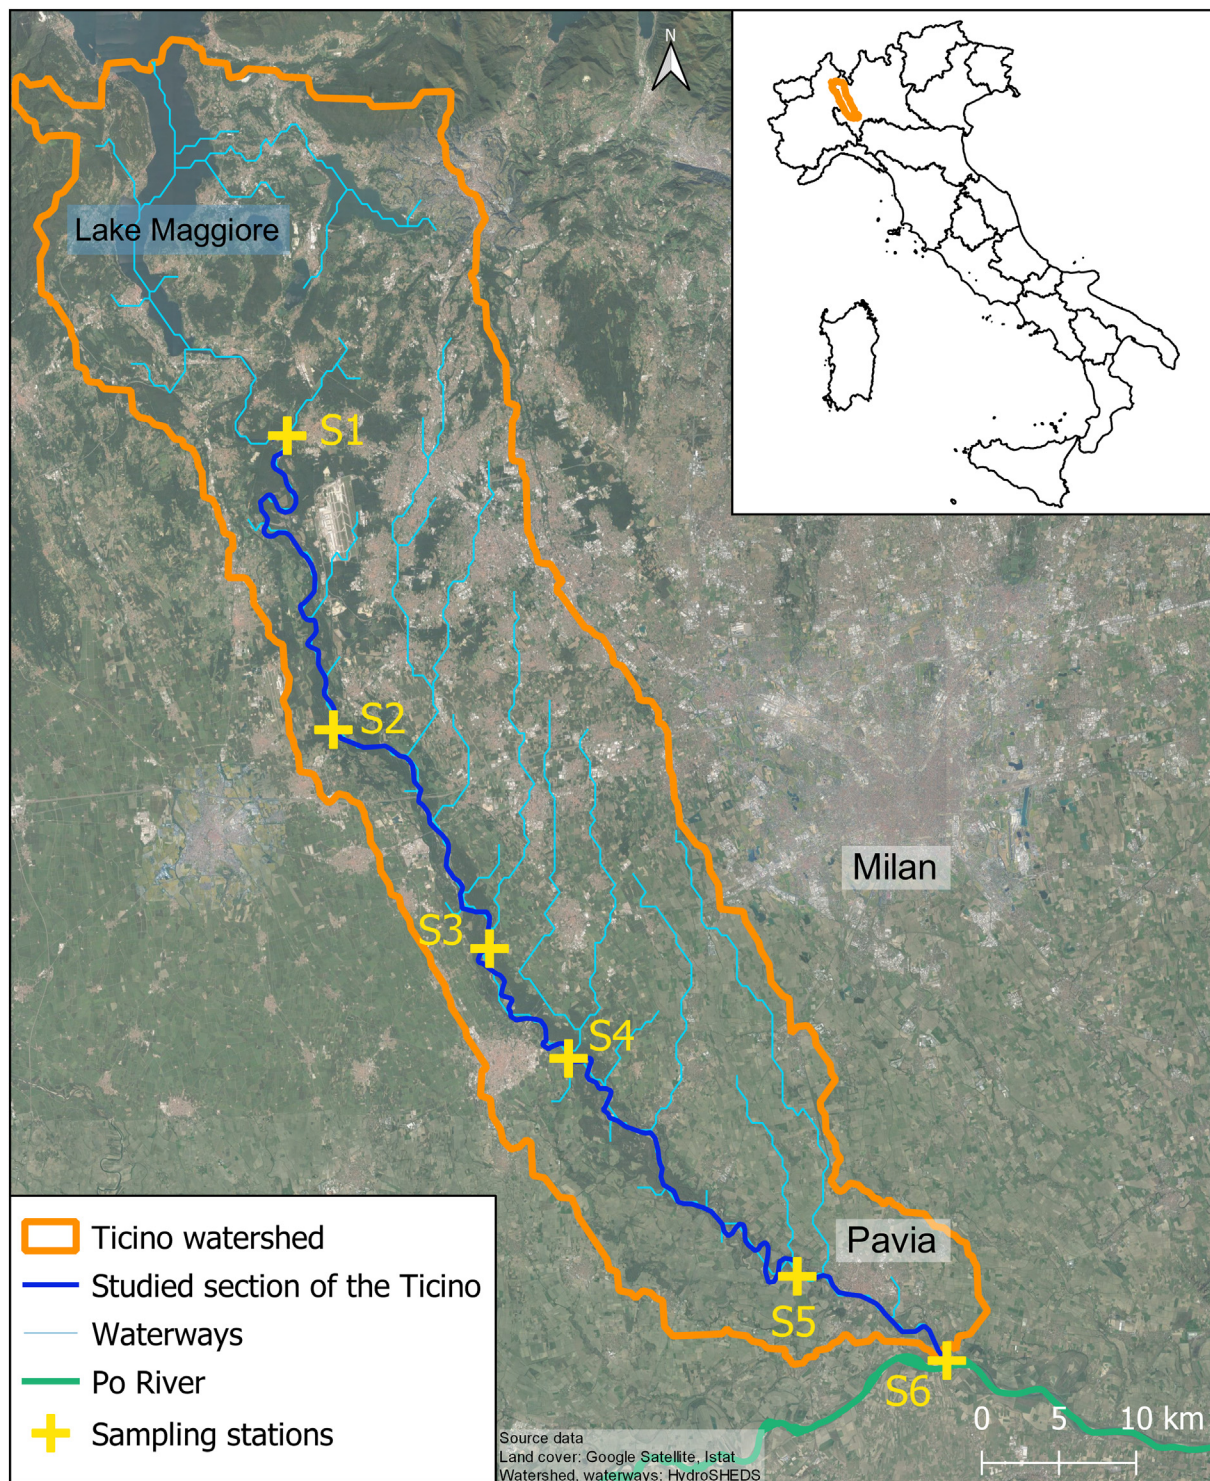 N
Lake Maggiore
S1
S2
Milan
S3
S4
Pavia
S5
S6
Ticino watershed
Studied section of the Ticino
Waterways
Po River
Sampling stations
0 5 10 km
Source data
Land cover: Google Satellite, Istat
Watershed, waterways: HydroSHEDS